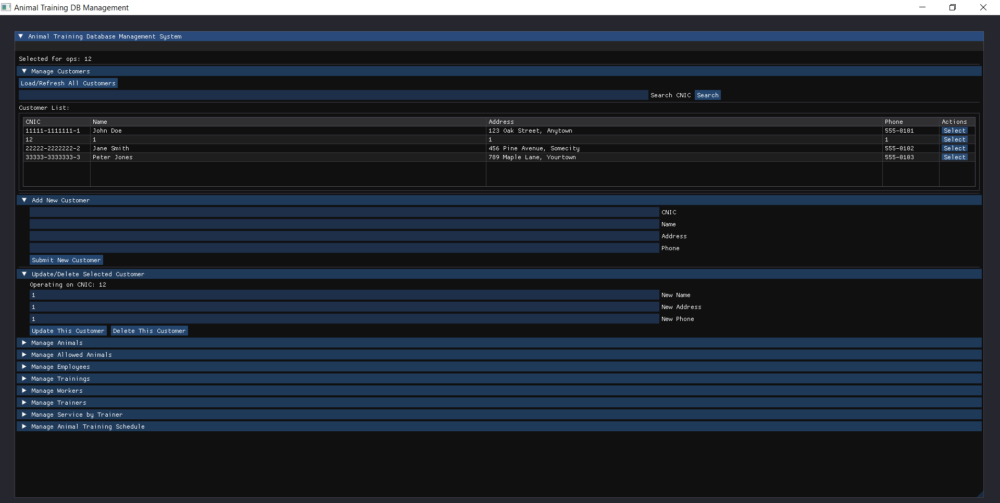 Animal Training DB Management
Animal Training Database Management System
Selected for ops: 12
Manage Customers
Load/Refresh All Customers
Search CNIC Search
Customer List:
CNIC Name Address Phone Actions
11111-1111111-1 John Doe 123 Oak Street, Anytown 555-0101 Select
12 1 1 1 Select
22222-2222222-2 Jane Smith 456 Pine Avenue, Somecity 555-0102 Select
33333-3333333-3 Peter Jones 789 Maple Lane, Yourtown 555-0103 Select
Add New Customer
CNIC
Name
Address
Phone
Submit New Customer
Update/Delete Selected Customer
Operating on CNIC: 12
1 New Name
1 New Address
1 New Phone
Update This Customer Delete This Customer
Manage Animals
Manage Allowed Animals
Manage Employees
Manage Trainings
Manage Workers
Manage Trainers
Manage Service by Trainer
Manage Animal Training Schedule